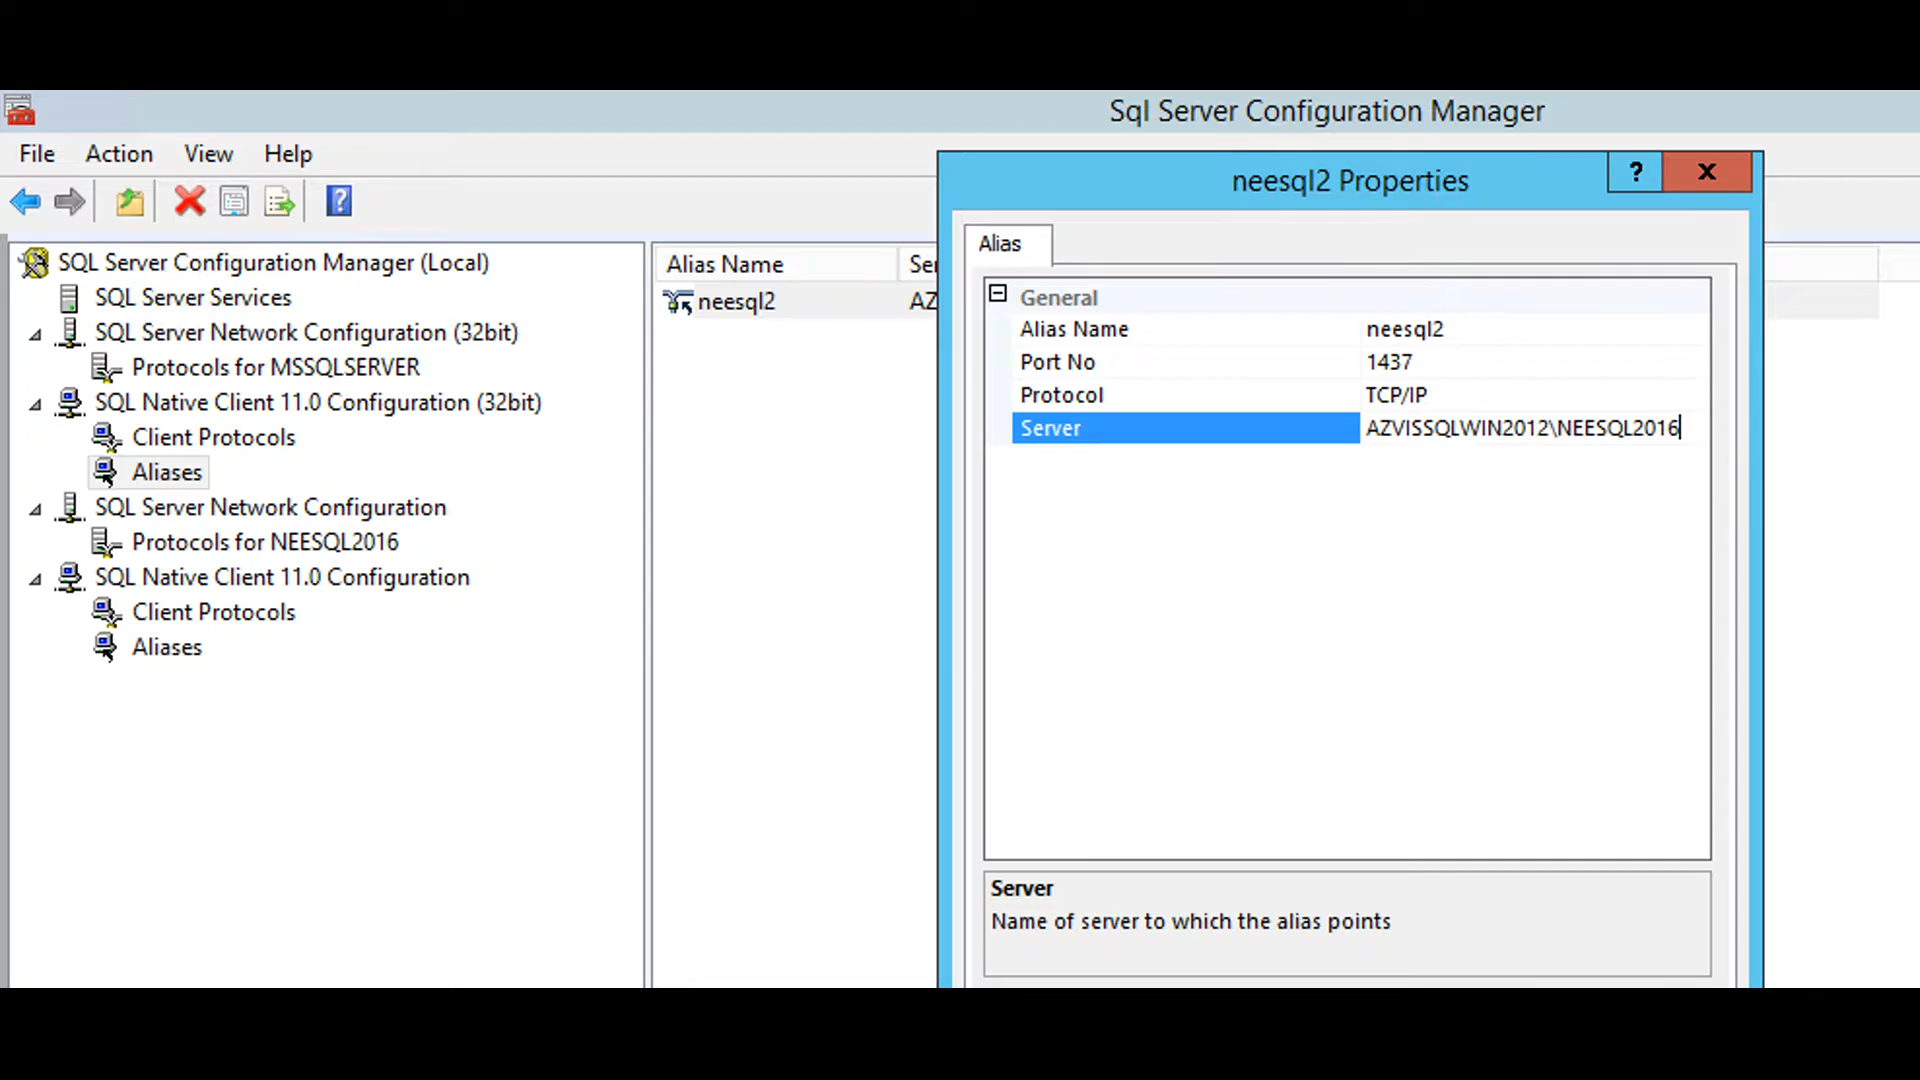 Sql Server Configuration Manager
File Action View Help
SQL Server Configuration Manager (Local)
SQL Server Services
SQL Server Network Configuration (32bit)
Protocols for MSSQLSERVER
SQL Native Client 11.0 Configuration (32bit)
Client Protocols
Aliases
SQL Server Network Configuration
Protocols for NEESQL2016
SQL Native Client 11.0 Configuration
Client Protocols
Aliases
Alias Name Ser
neesql2 AZ
neesql2 Properties
? X
Alias
General
Alias Name neesql2
Port No 1437
Protocol TCP/IP
Server AZVISSQLWIN2012\NEESQL2016
Server
Name of server to which the alias points